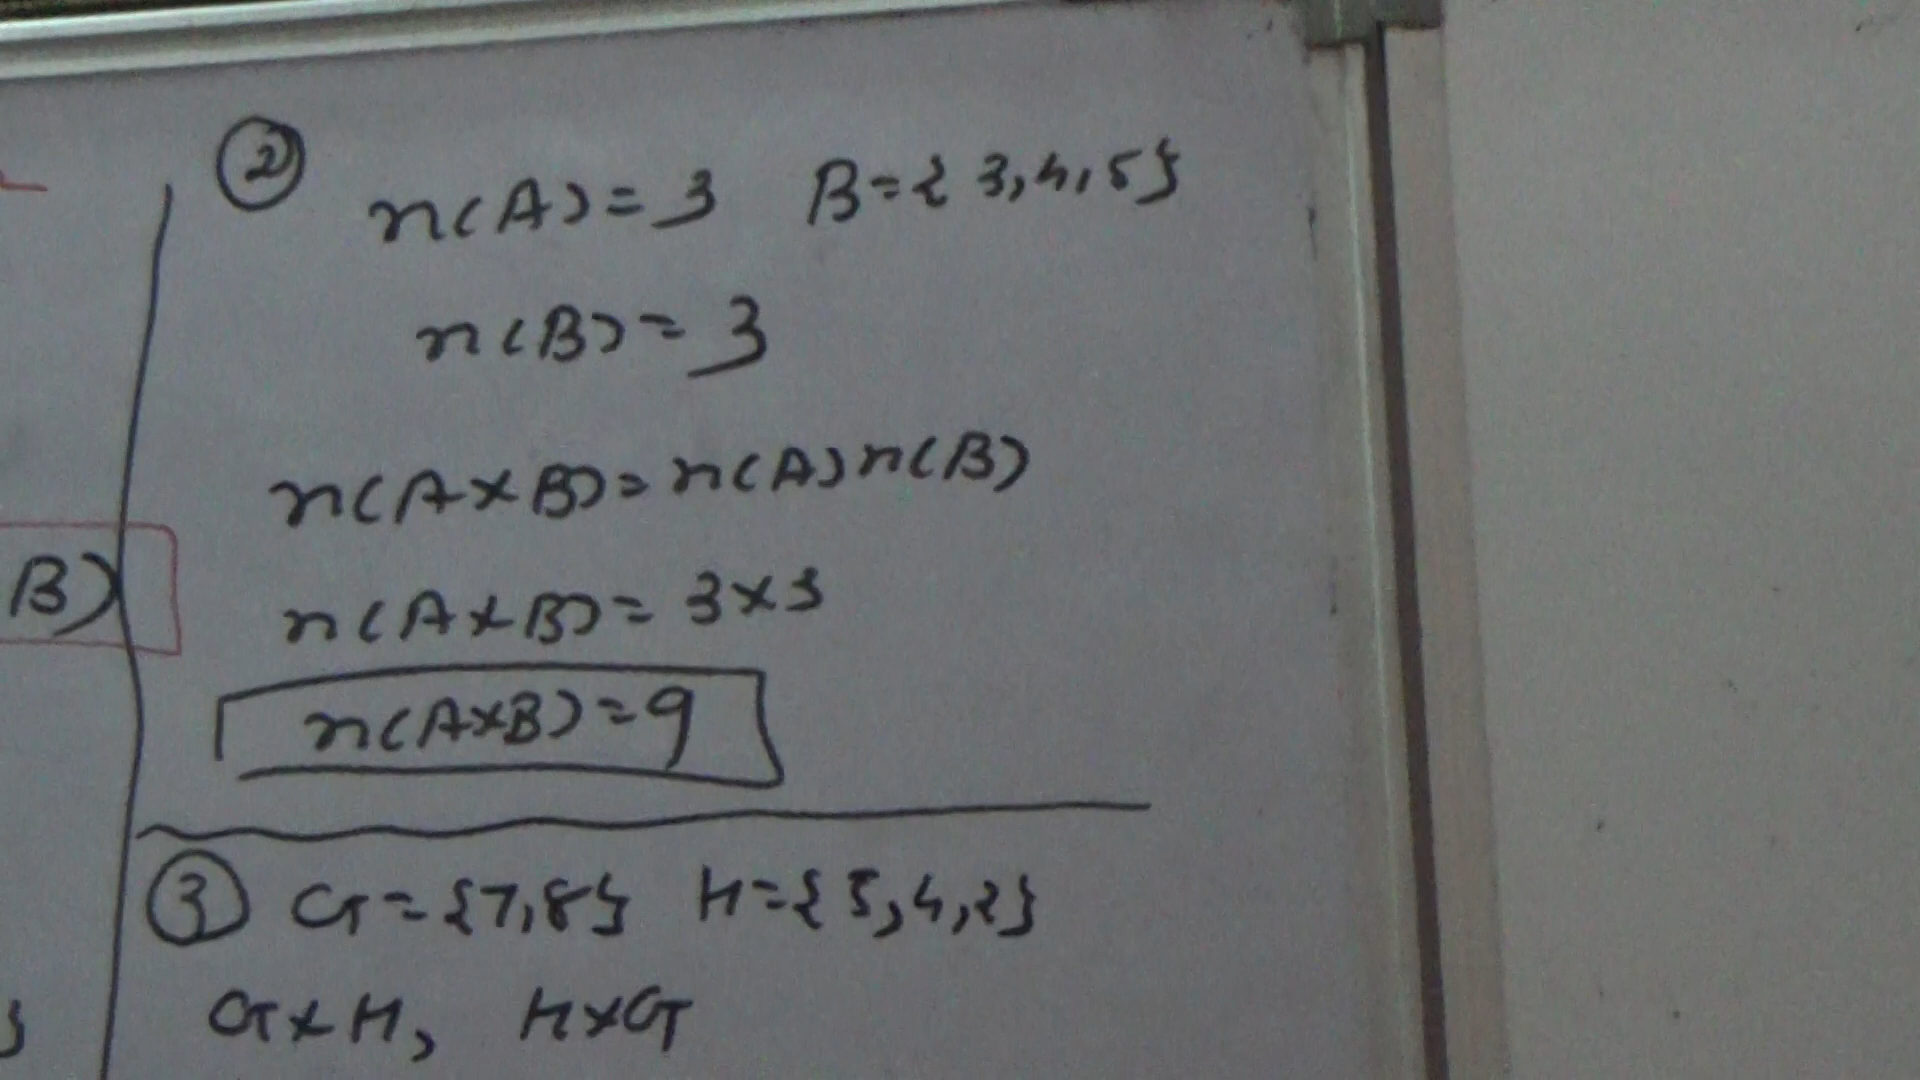 ②
n(A) = 3 B = { 3, 4, 5}
n(B) = 3
n(A×B) = n(A) n(B)
B)
n(A×B) = 3×3
n(A×B) = 9
③ G = {7, 8} H = { 5, 4, 2}
}
G×H, H×G